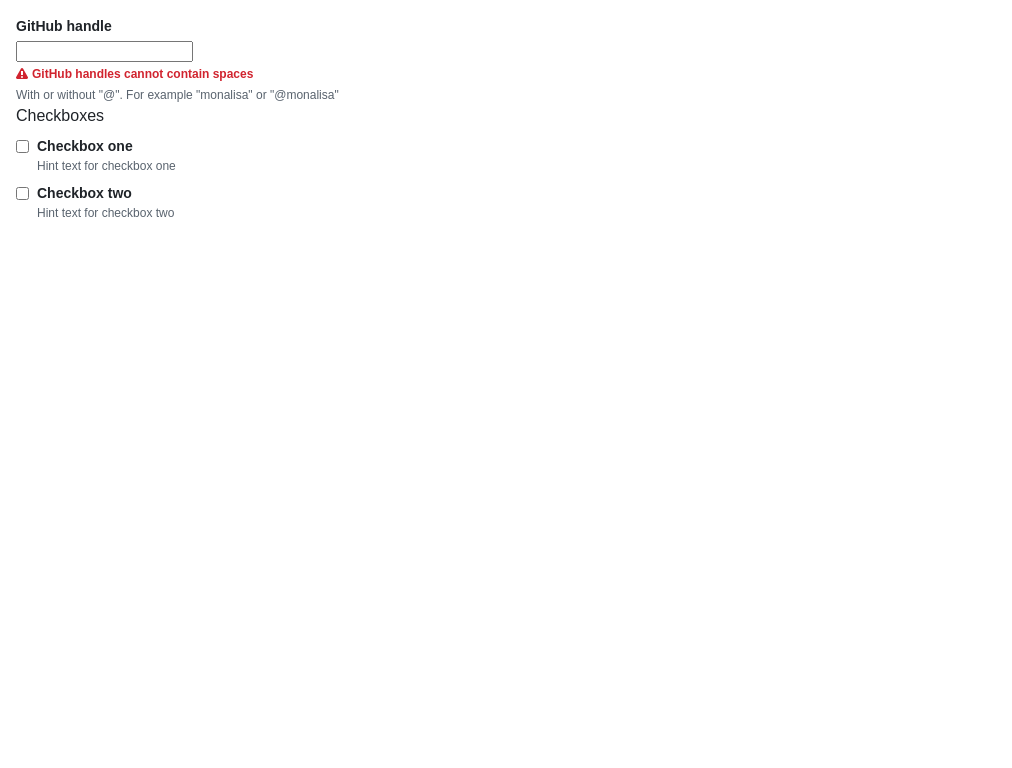 GitHub handle
GitHub handles cannot contain spaces
With or without "@". For example "monalisa" or "@monalisa"
Checkboxes
Checkbox one
Hint text for checkbox one
Checkbox two
Hint text for checkbox two